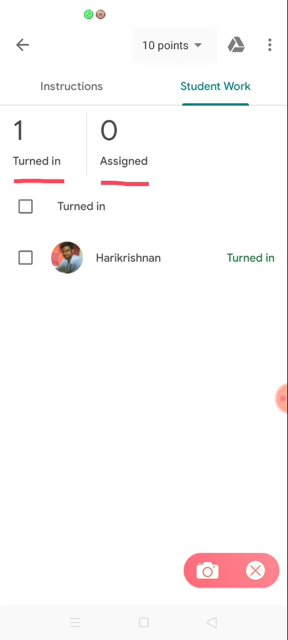 10 points
Instructions
Student Work
1
0
Turned in
Assigned
Turned in
Harikrishnan
Turned in